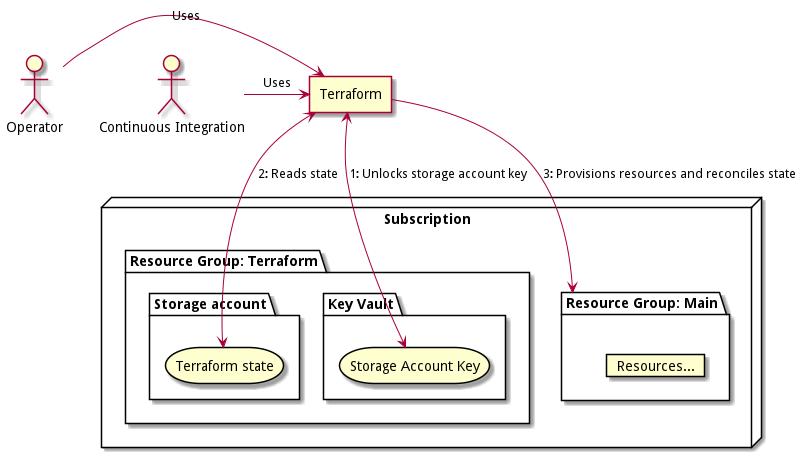 Uses
Uses
Terraform
Operator
Continuous Integration
2: Reads state
1: Unlocks storage account key
3: Provisions resources and reconciles state
Subscription
Resource Group: Terraform
Storage account
Key Vault
Resource Group: Main
Terraform state
Storage Account Key
Resources...